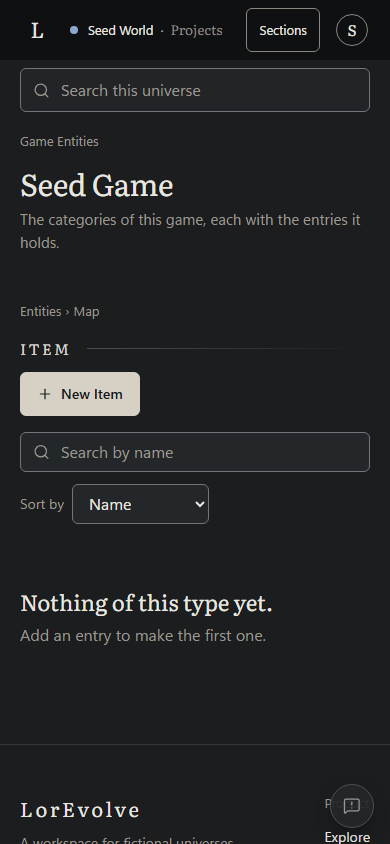 L
Seed World · Projects
Sections
S
Search this universe
Game Entities
Seed Game
The categories of this game, each with the entries it
holds.
Entities › Map
ITEM
+ New Item
Search by name
Sort by
Name
Nothing of this type yet.
Add an entry to make the first one.
LorEvolve
Explore
A workspace for fictional universes